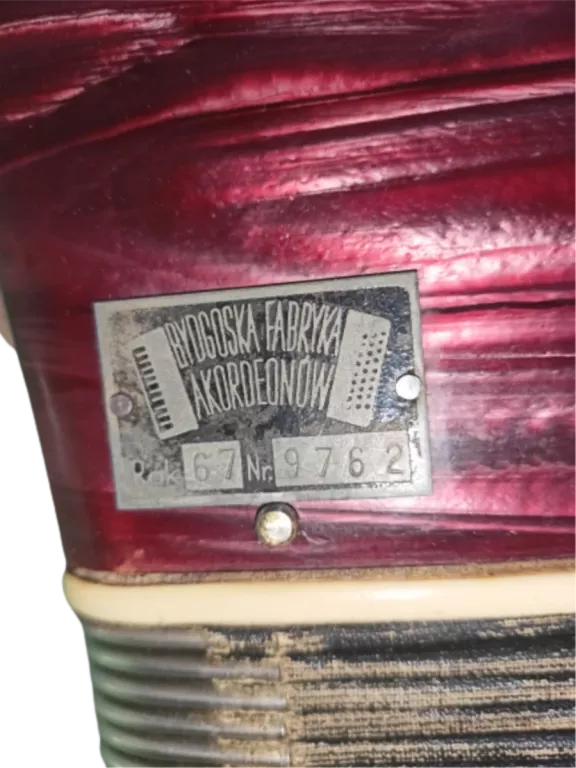 BYDGOSKA FABRYKA
AKORDEONÓW
Rok 67 Nr. 9762